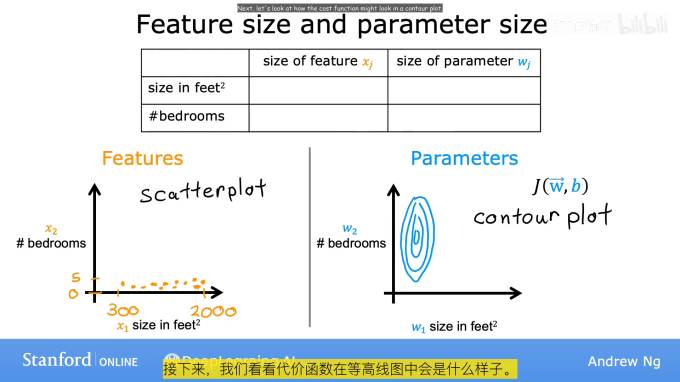 Next, let's look at how the cost function might look in a contour plot.
Feature size and parameter size
bilibili
size of feature xⱼ
size of parameter wⱼ
size in feet²
#bedrooms
Features
scatterplot
x₂
# bedrooms
5
0
300
2000
x₁ size in feet²
Parameters
J(w⃗, b)
contour plot
w₂
# bedrooms
w₁ size in feet²
Stanford ONLINE
DeepLearning.AI
Andrew Ng
接下来，我们看看代价函数在等高线图中会是什么样子。